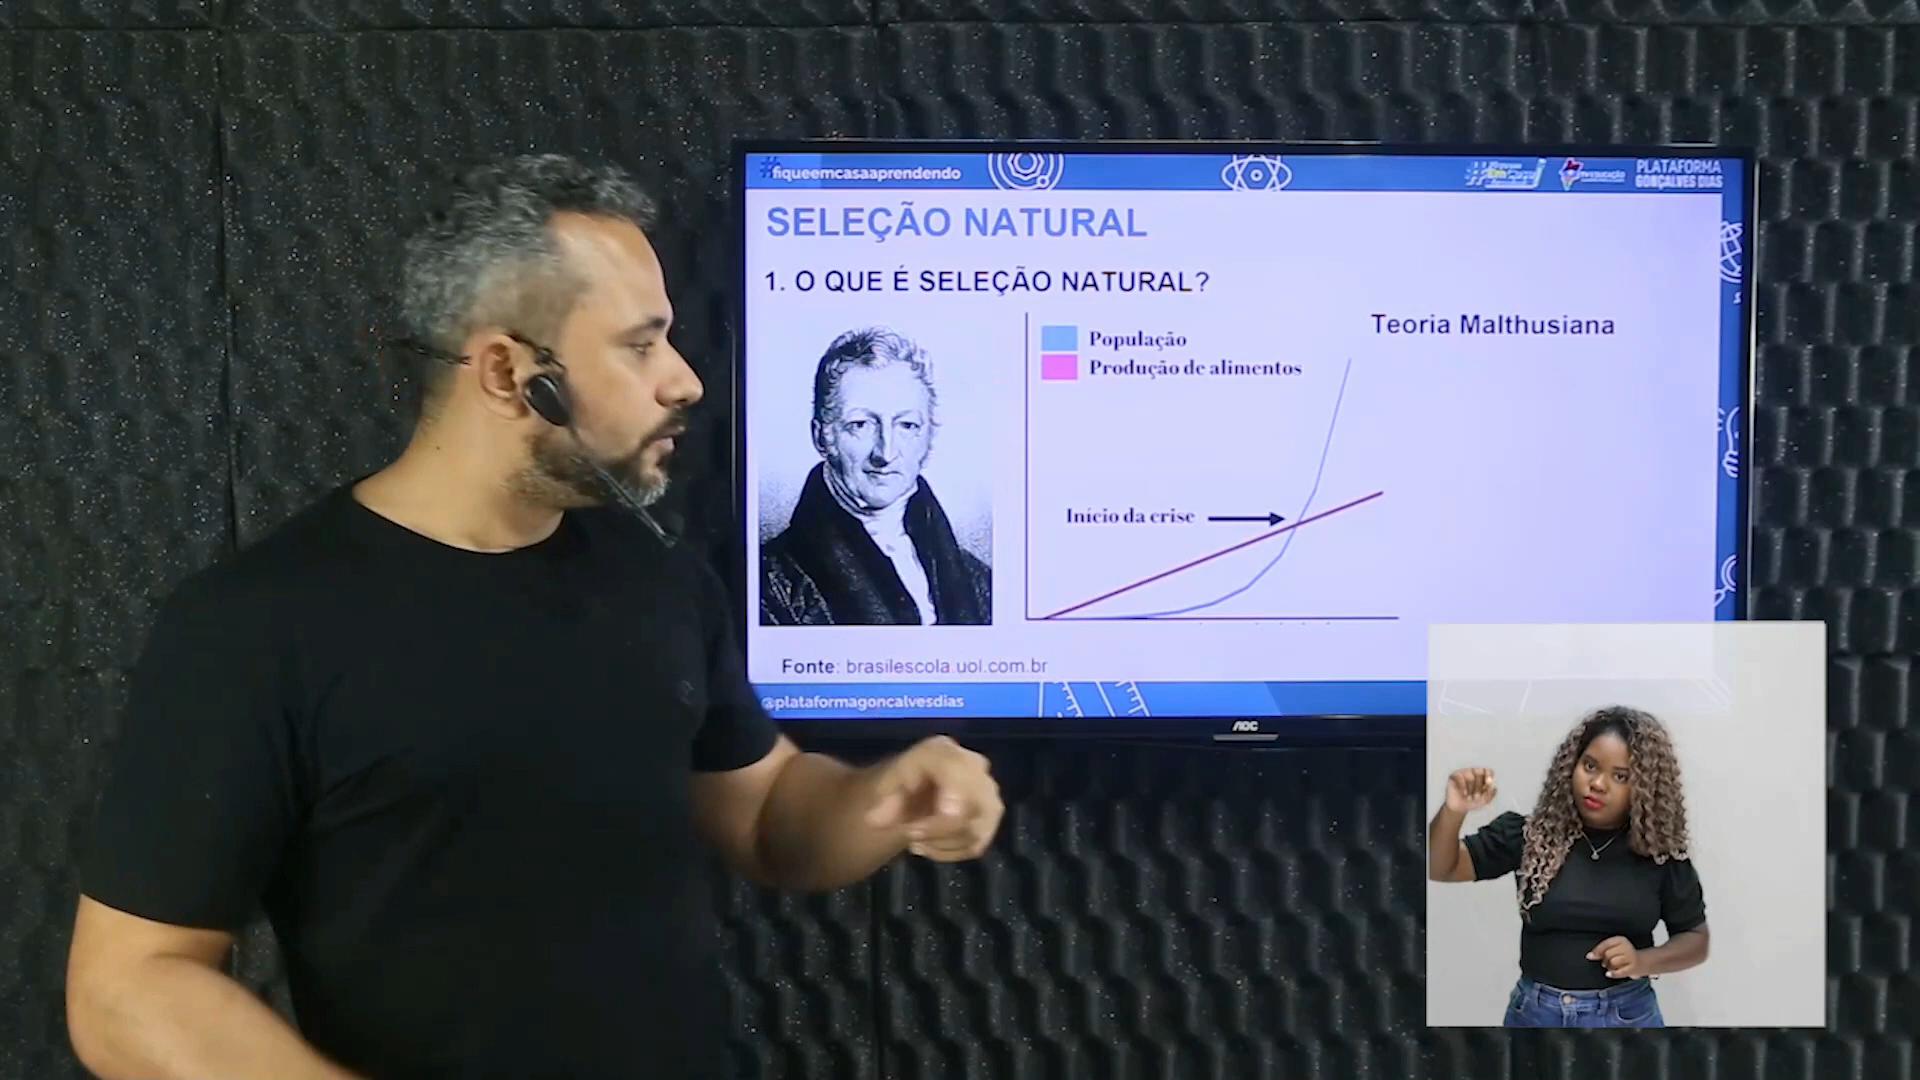 #fiqueemcasaaprendendo
PLATAFORMA
GONÇALVES DIAS
SELEÇÃO NATURAL
1. O QUE É SELEÇÃO NATURAL?
População
Produção de alimentos
Teoria Malthusiana
Início da crise
Fonte: brasilescola.uol.com.br
@plataformagoncalvesdias
AOC